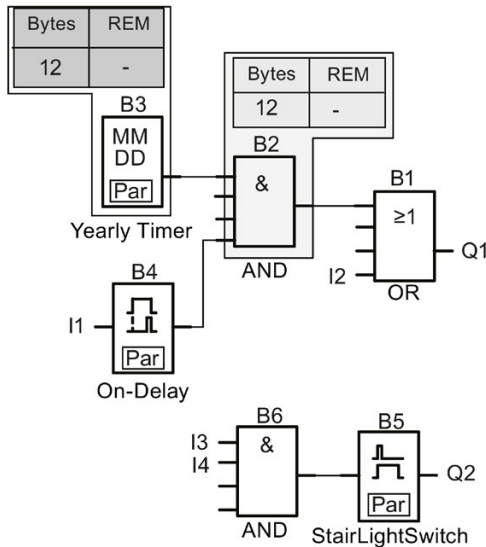 Bytes REM
12 -
B3
MM
DD
Par
Yearly Timer
Bytes REM
12 -
B2
&
AND
B1
≥1
Q1
I2
OR
B4
I1
Par
On-Delay
B6
I3
&
I4
AND
B5
Q2
Par
StairLightSwitch